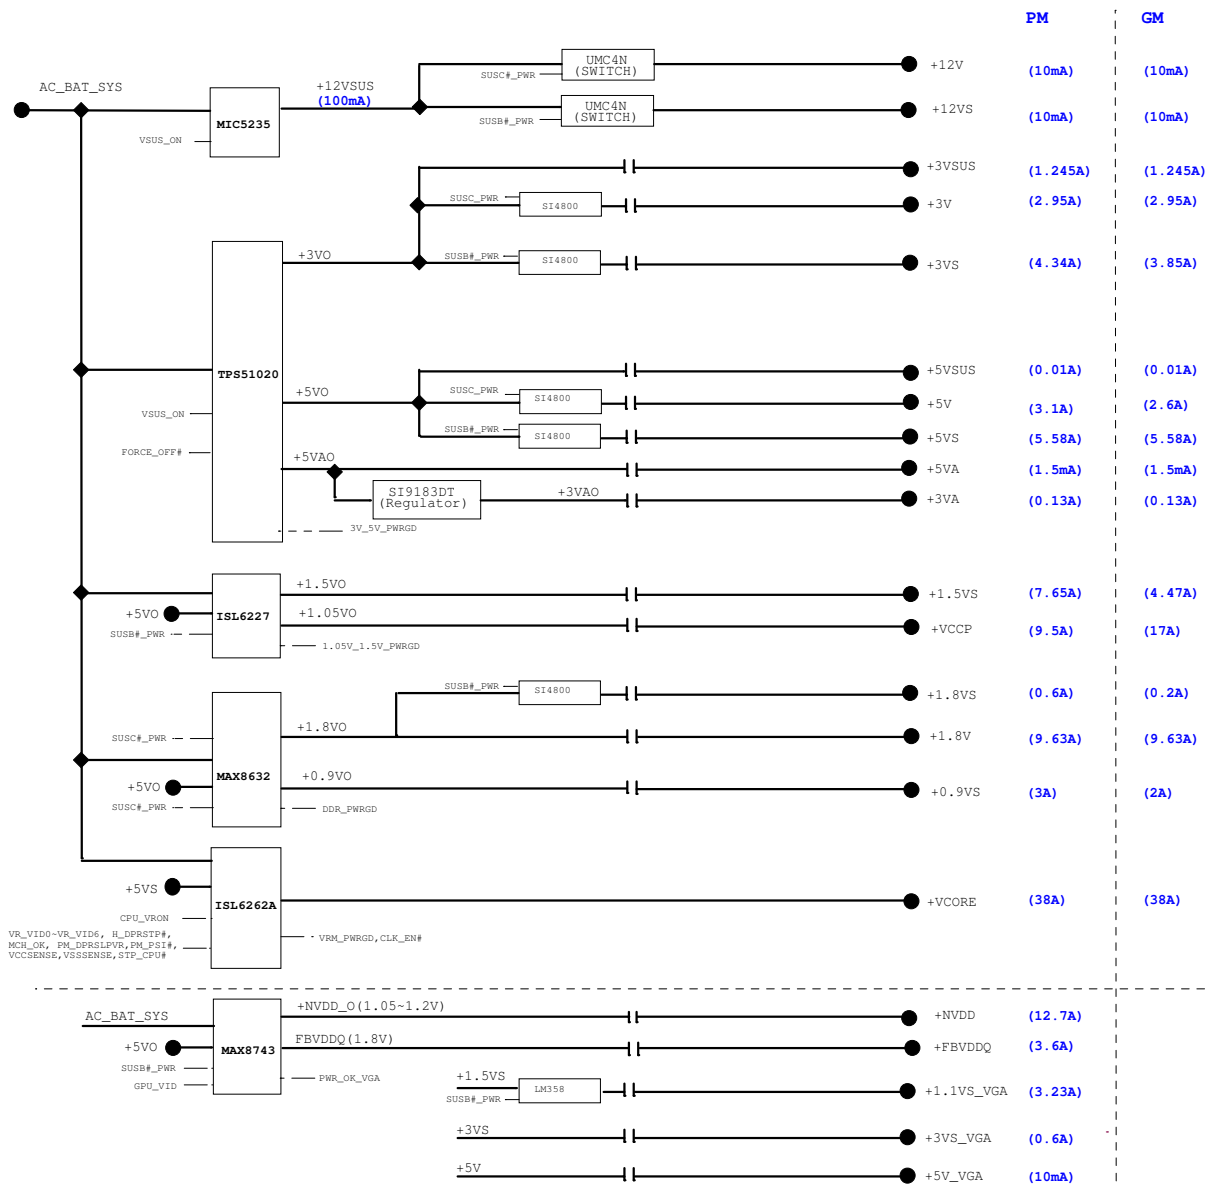 PM GM
AC_BAT_SYS
+12VSUS
(100mA)
SUSC#_PWR
UMC4N
(SWITCH)
+12V (10mA) (10mA)
MIC5235
VSUS_ON
SUSB#_PWR
UMC4N
(SWITCH)
+12VS (10mA) (10mA)
+3VSUS (1.245A) (1.245A)
SUSC_PWR SI4800 +3V (2.95A) (2.95A)
+3VO SUSB#_PWR SI4800 +3VS (4.34A) (3.85A)
TPS51020
+5VSUS (0.01A) (0.01A)
+5VO SUSC_PWR SI4800 +5V (3.1A) (2.6A)
VSUS_ON
SUSB#_PWR SI4800 +5VS (5.58A) (5.58A)
FORCE_OFF#
+5VAO +5VA (1.5mA) (1.5mA)
SI9183DT
(Regulator)
+3VAO +3VA (0.13A) (0.13A)
3V_5V_PWRGD
+1.5VO +1.5VS (7.65A) (4.47A)
+5VO ISL6227 +1.05VO +VCCP (9.5A) (17A)
SUSB#_PWR
1.05V_1.5V_PWRGD
SUSB#_PWR SI4800 +1.8VS (0.6A) (0.2A)
SUSC#_PWR +1.8VO +1.8V (9.63A) (9.63A)
MAX8632
+5VO +0.9VO +0.9VS (3A) (2A)
SUSC#_PWR DDR_PWRGD
+5VS
ISL6262A +VCORE (38A) (38A)
CPU_VRON
VR_VID0~VR_VID6, H_DPRSTP#,
MCH_OK, PM_DPRSLPVR,PM_PSI#,
VCCSENSE,VSSSENSE,STP_CPU#
VRM_PWRGD,CLK_EN#
AC_BAT_SYS +NVDD_O(1.05~1.2V) +NVDD (12.7A)
+5VO MAX8743 FBVDDQ(1.8V) +FBVDDQ (3.6A)
SUSB#_PWR
GPU_VID
PWR_OK_VGA
+1.5VS
SUSB#_PWR LM358 +1.1VS_VGA (3.23A)
+3VS +3VS_VGA (0.6A)
+5V +5V_VGA (10mA)